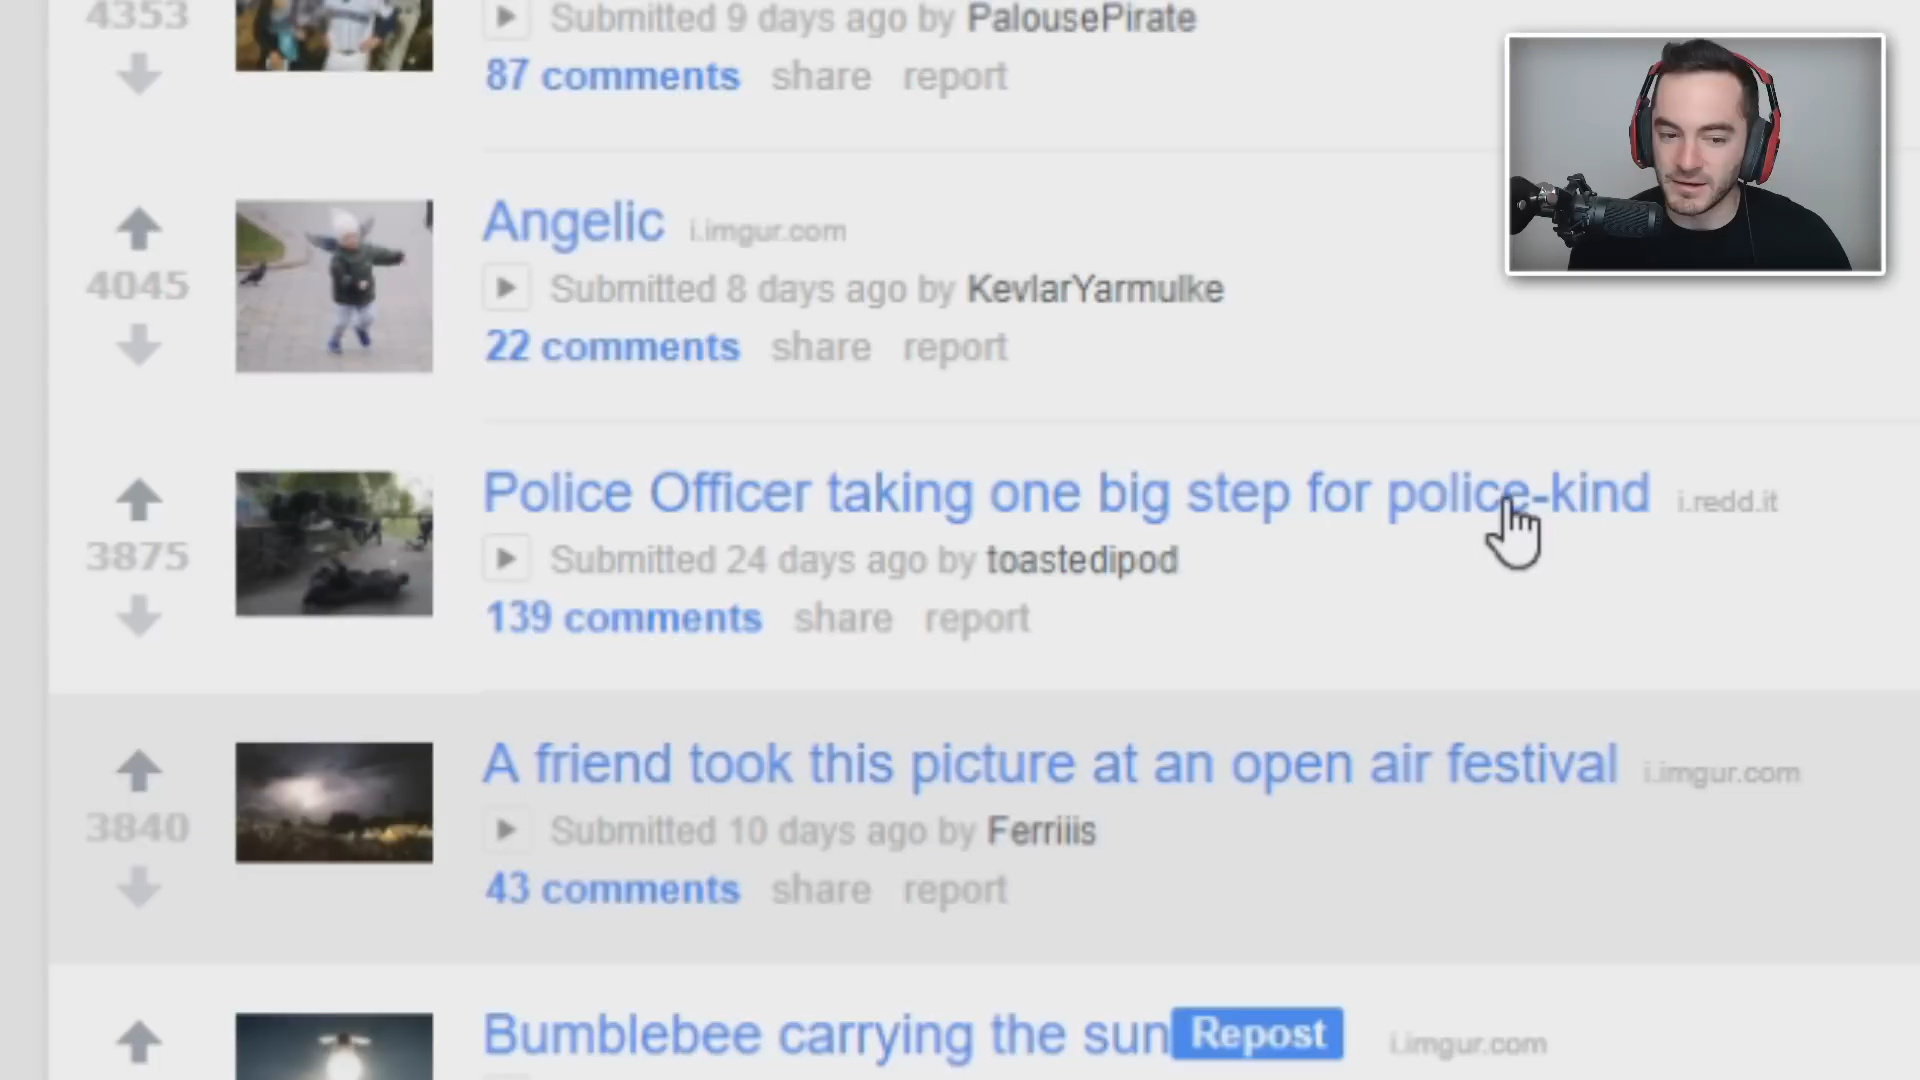 4353
Submitted 9 days ago by PalousePirate
87 comments share report
Angelic i.imgur.com
4045
Submitted 8 days ago by KevlarYarmulke
22 comments share report
Police Officer taking one big step for police-kind i.redd.it
3875
Submitted 24 days ago by toastedipod
139 comments share report
A friend took this picture at an open air festival i.imgur.com
3840
Submitted 10 days ago by Ferriiis
43 comments share report
Bumblebee carrying the sun Repost i.imgur.com